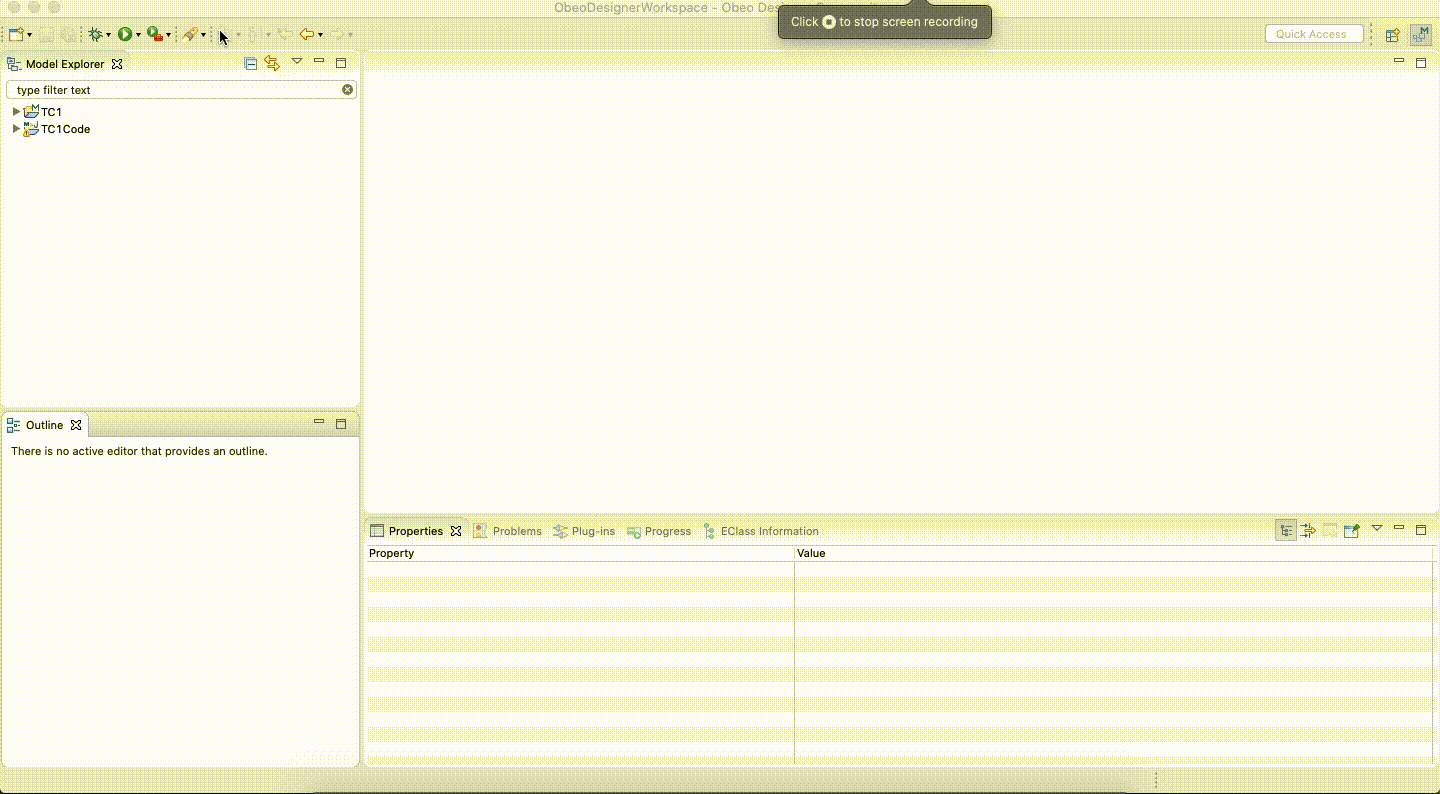 ObeoDesignerWorkspace - Obeo Des
Click to stop screen recording
Quick Access
Model Explorer
type filter text
TC1
TC1Code
Outline
There is no active editor that provides an outline.
Properties Problems Plug-ins Progress EClass Information
Property Value